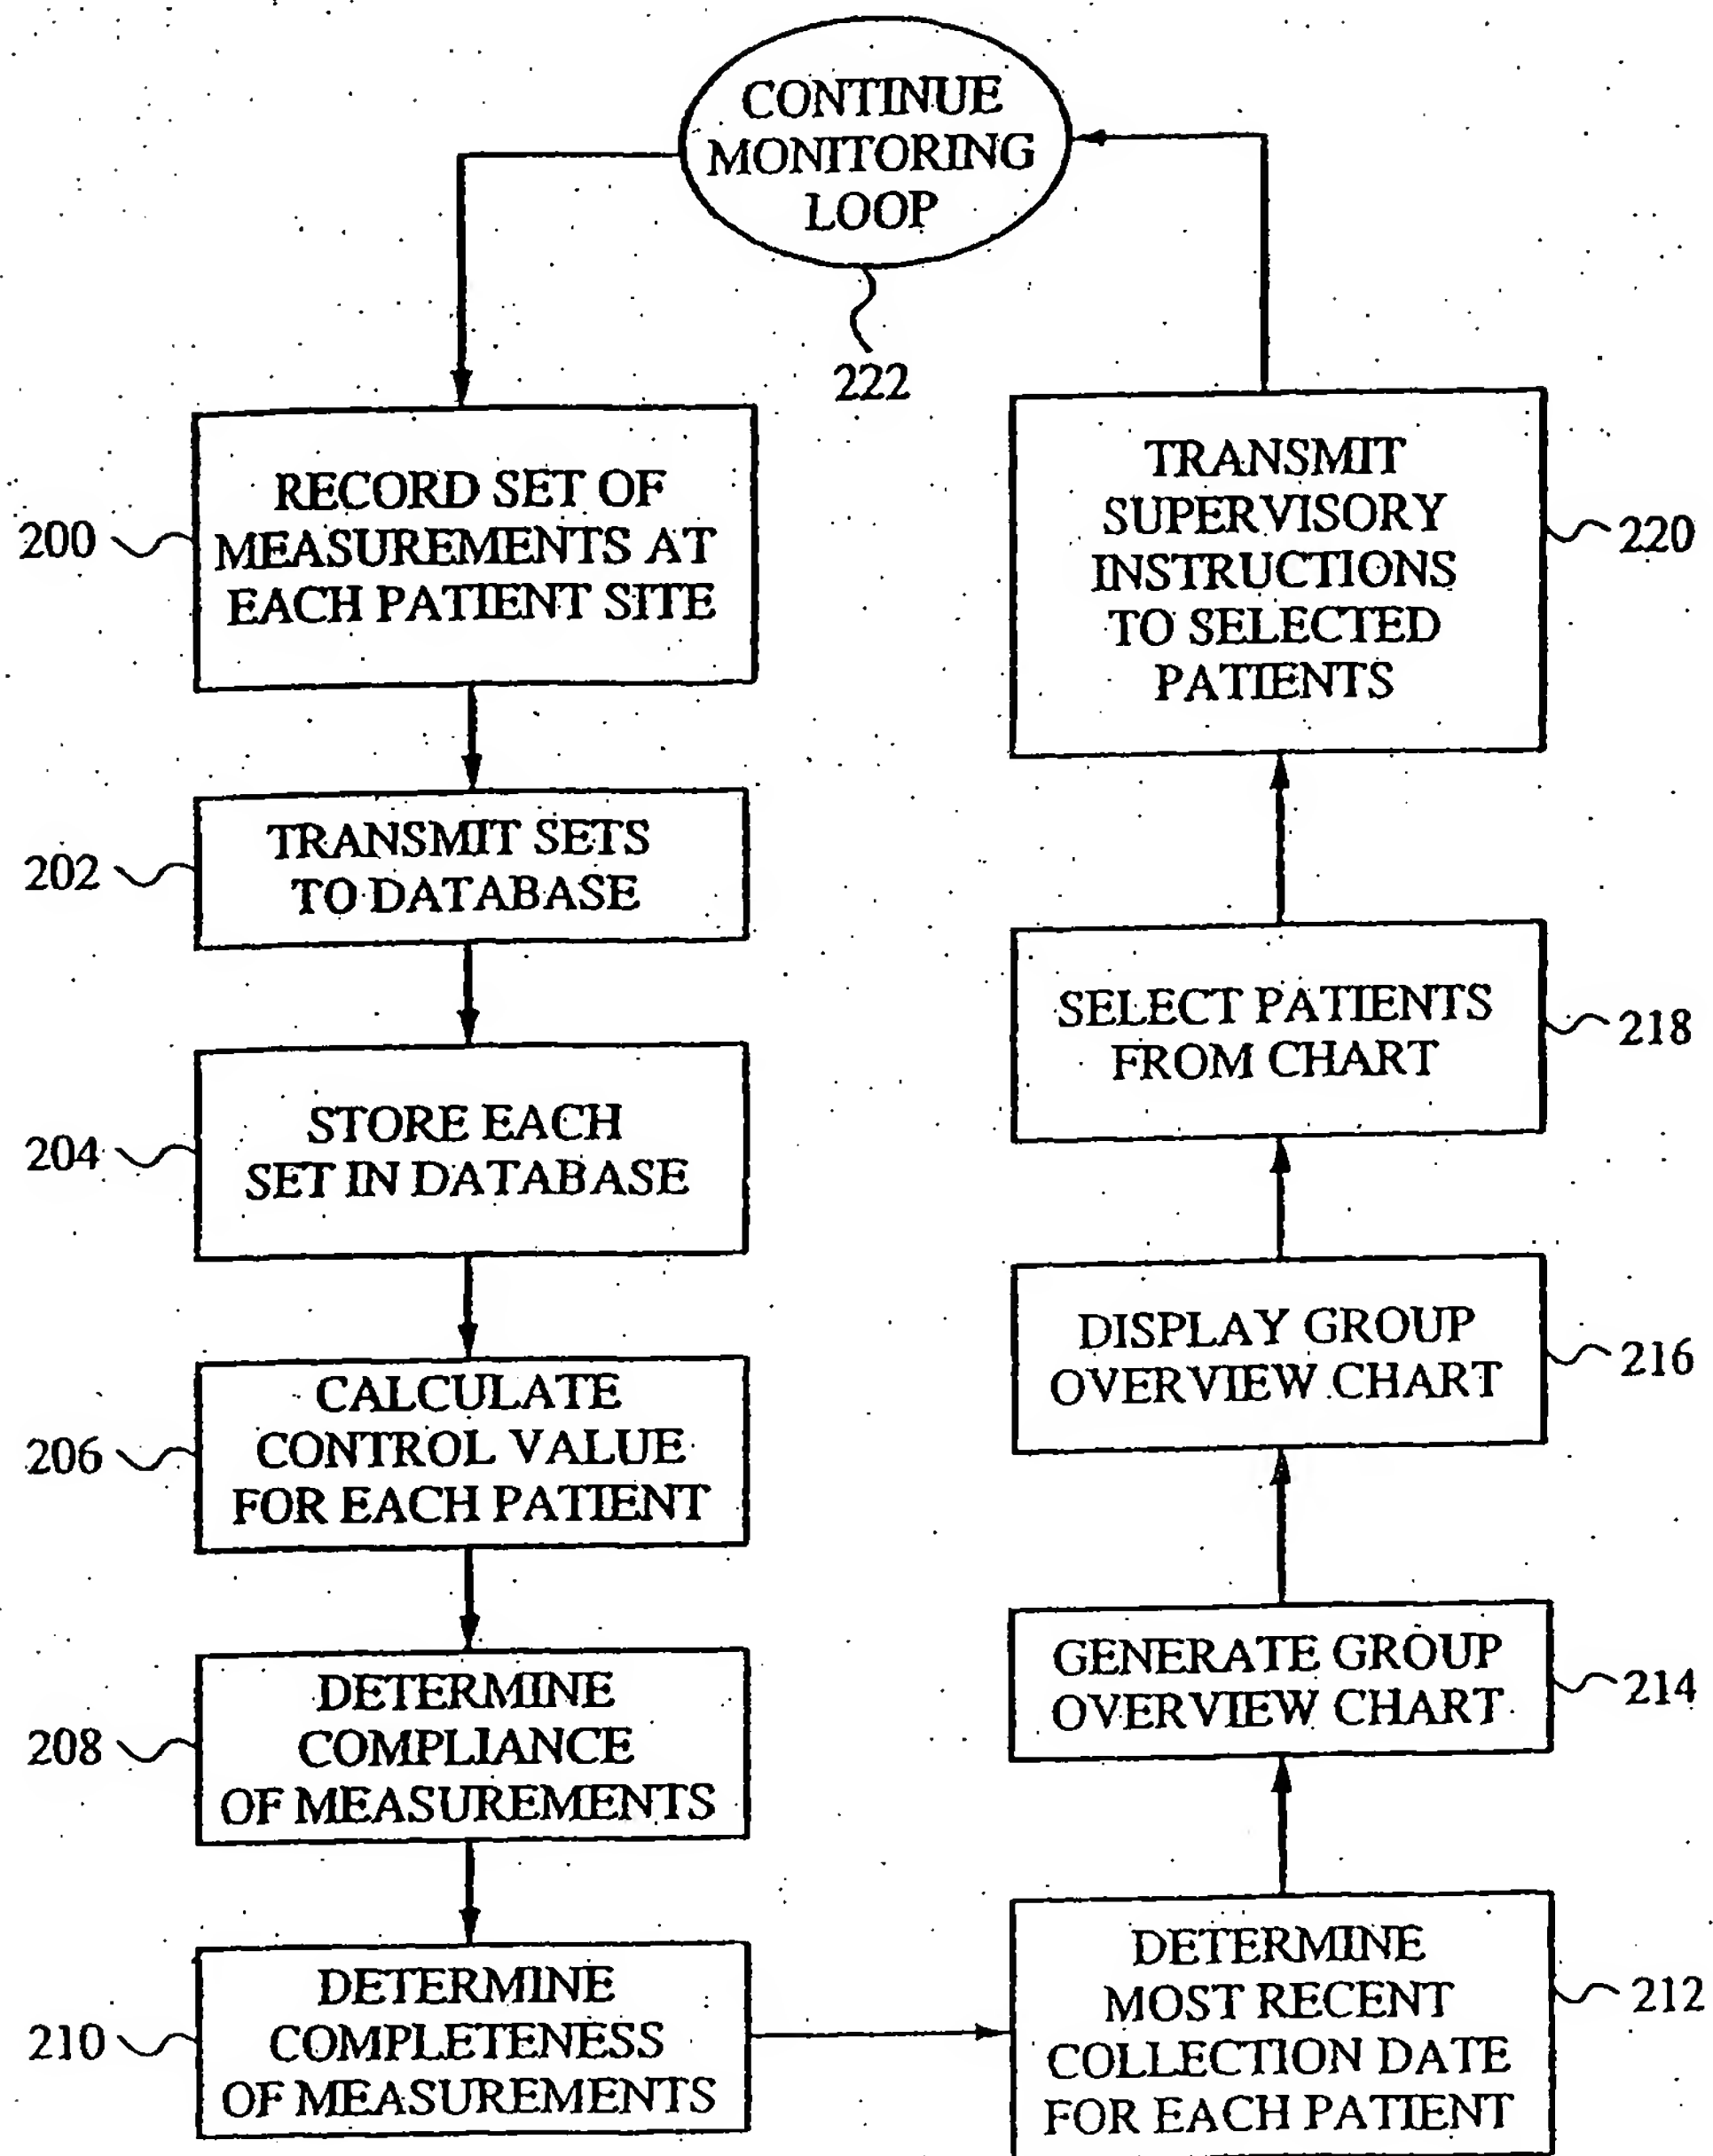 CONTINUE
MONITORING
LOOP
222
200
RECORD SET OF
MEASUREMENTS AT
EACH PATIENT SITE
202
TRANSMIT SETS
TO DATABASE
204
STORE EACH
SET IN DATABASE
206
CALCULATE
CONTROL VALUE
FOR EACH PATIENT
208
DETERMINE
COMPLIANCE
OF MEASUREMENTS
210
DETERMINE
COMPLETENESS
OF MEASUREMENTS
DETERMINE
MOST RECENT
COLLECTION DATE
FOR EACH PATIENT
212
GENERATE GROUP
OVERVIEW CHART
214
DISPLAY GROUP
OVERVIEW CHART
216
SELECT PATIENTS
FROM CHART
218
TRANSMIT
SUPERVISORY
INSTRUCTIONS
TO SELECTED
PATIENTS
220